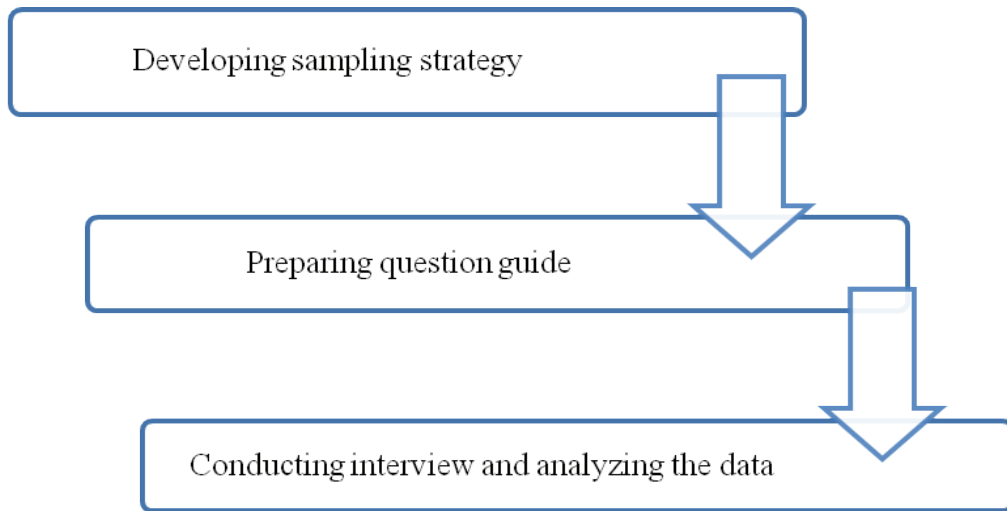 Developing sampling strategy
Preparing question guide
Conducting interview and analyzing the data